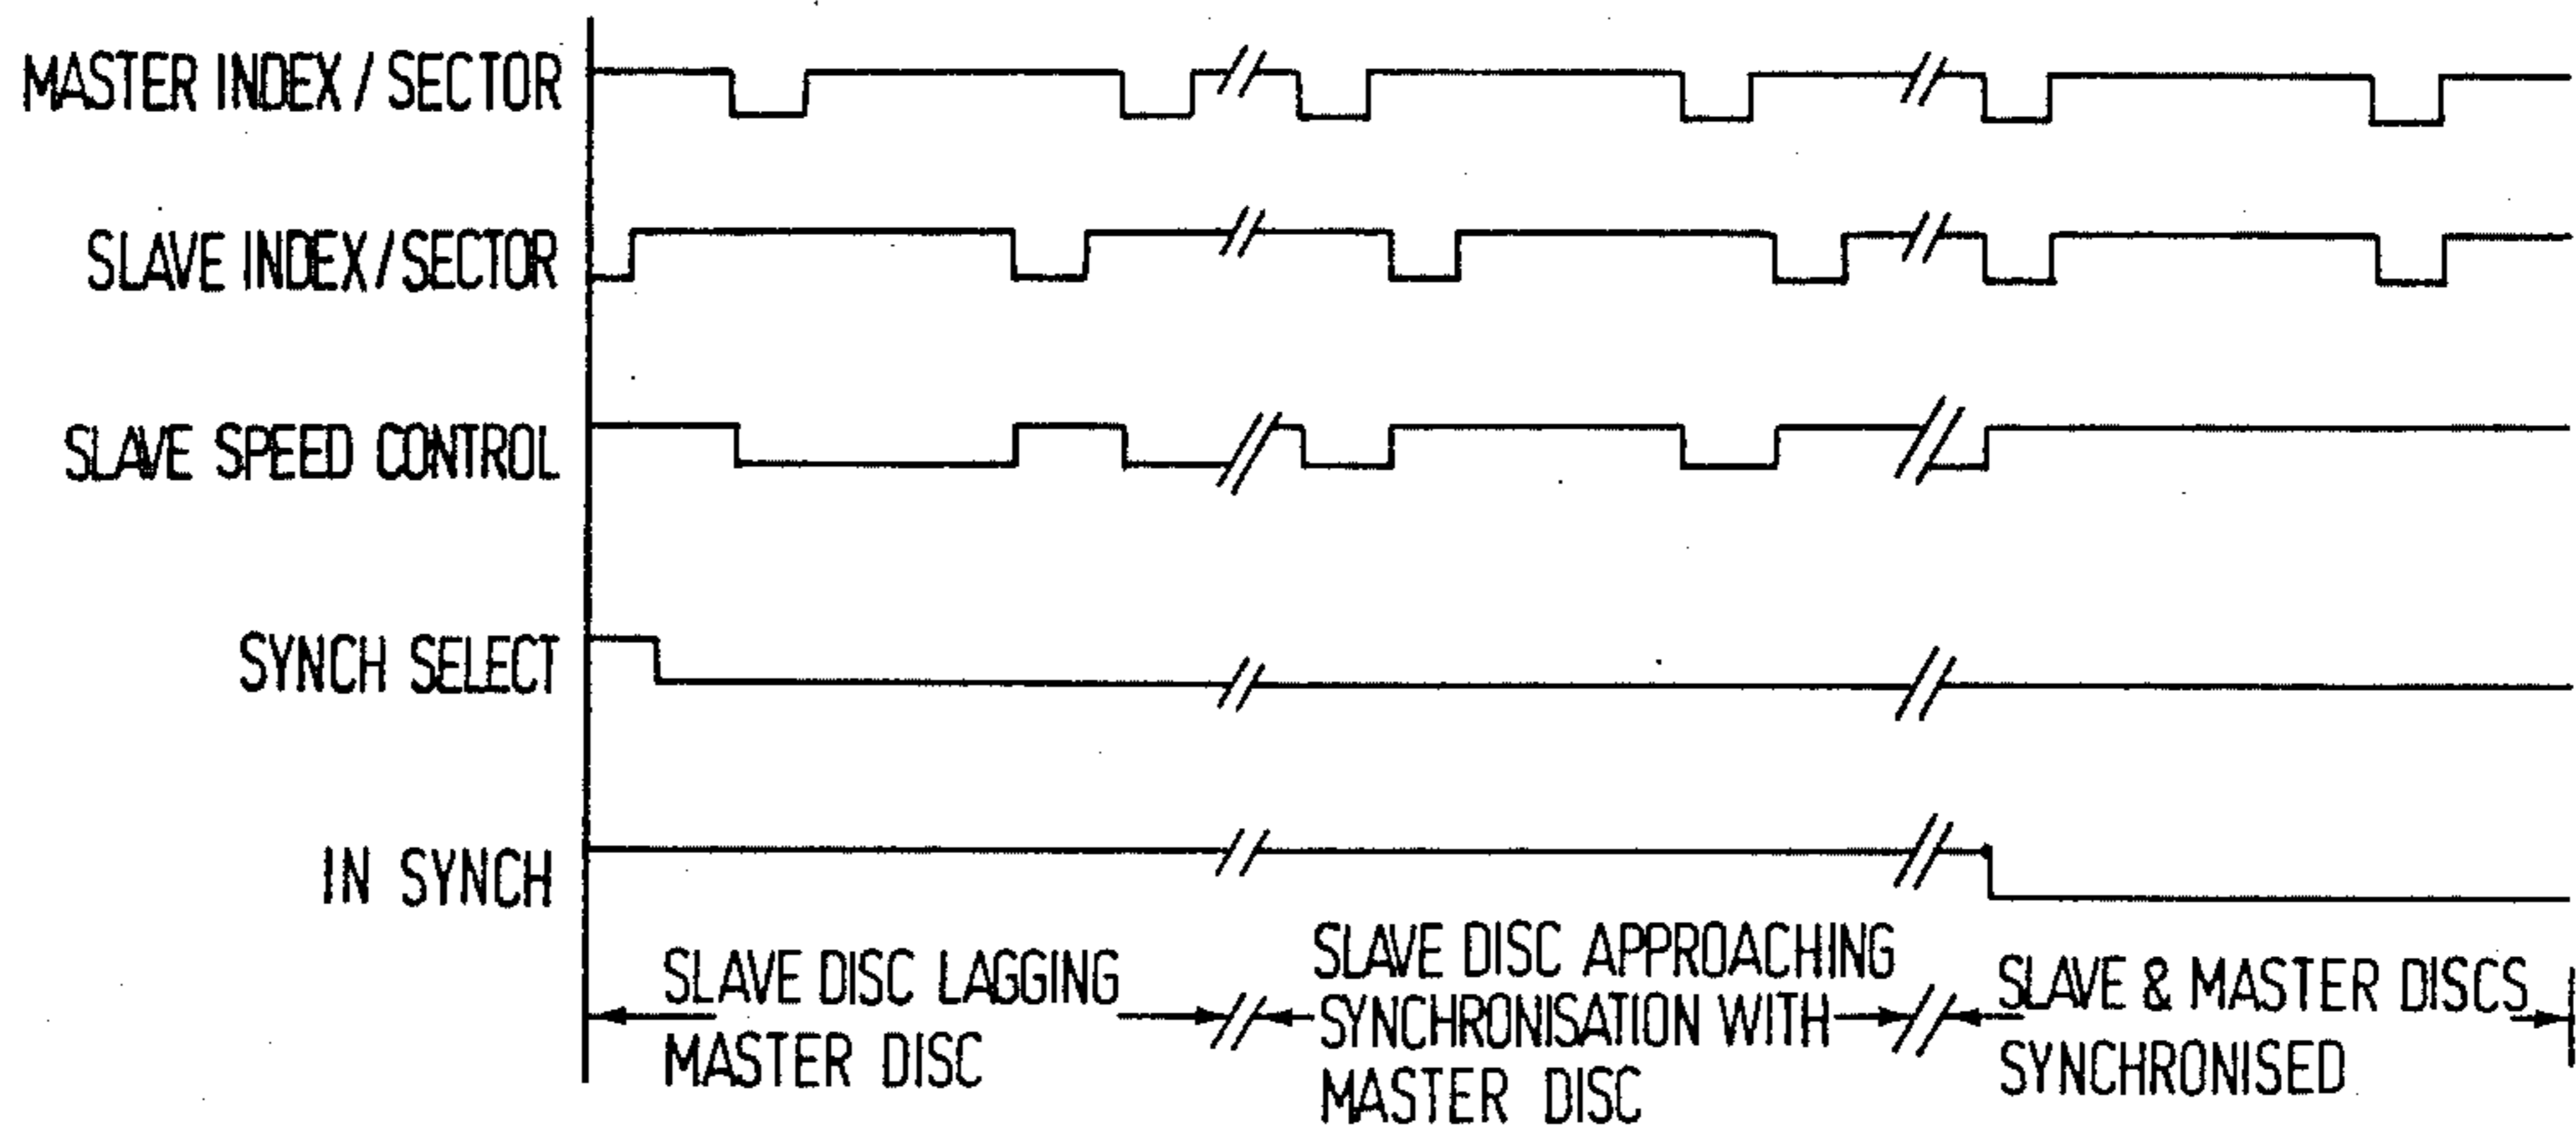 MASTER INDEX / SECTOR
SLAVE INDEX / SECTOR
SLAVE SPEED CONTROL
SYNCH SELECT
IN SYNCH
SLAVE DISC LAGGING
MASTER DISC
SLAVE DISC APPROACHING
SYNCHRONISATION WITH
MASTER DISC
SLAVE & MASTER DISCS
SYNCHRONISED